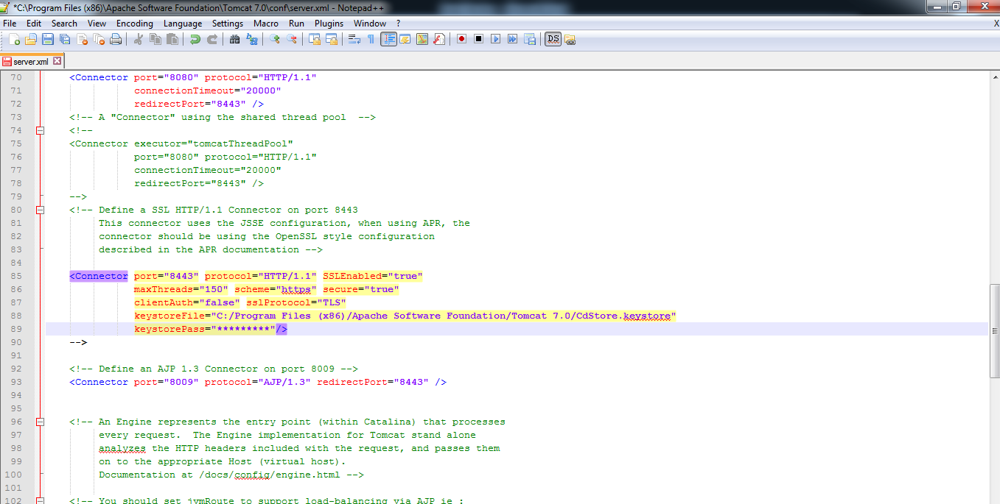 *C:\Program Files (x86)\Apache Software Foundation\Tomcat 7.0\conf\server.xml - Notepad++
File Edit Search View Encoding Language Settings Macro Run Plugins Window ? X
server.xml
70 <Connector port="8080" protocol="HTTP/1.1"
71 connectionTimeout="20000"
72 redirectPort="8443" />
73 <!-- A "Connector" using the shared thread pool -->
74 <!--
75 <Connector executor="tomcatThreadPool"
76 port="8080" protocol="HTTP/1.1"
77 connectionTimeout="20000"
78 redirectPort="8443" />
79 -->
80 <!-- Define a SSL HTTP/1.1 Connector on port 8443
81 This connector uses the JSSE configuration, when using APR, the
82 connector should be using the OpenSSL style configuration
83 described in the APR documentation -->
84
85 <Connector port="8443" protocol="HTTP/1.1" SSLEnabled="true"
86 maxThreads="150" scheme="https" secure="true"
87 clientAuth="false" sslProtocol="TLS"
88 keystoreFile="C:/Program Files (x86)/Apache Software Foundation/Tomcat 7.0/CdStore.keystore"
89 keystorePass="*********"/>
90 -->
91
92 <!-- Define an AJP 1.3 Connector on port 8009 -->
93 <Connector port="8009" protocol="AJP/1.3" redirectPort="8443" />
94
95
96 <!-- An Engine represents the entry point (within Catalina) that processes
97 every request. The Engine implementation for Tomcat stand alone
98 analyzes the HTTP headers included with the request, and passes them
99 on to the appropriate Host (virtual host).
100 Documentation at /docs/config/engine.html -->
101
102 <!-- You should set jvmRoute to support load-balancing via AJP ie :